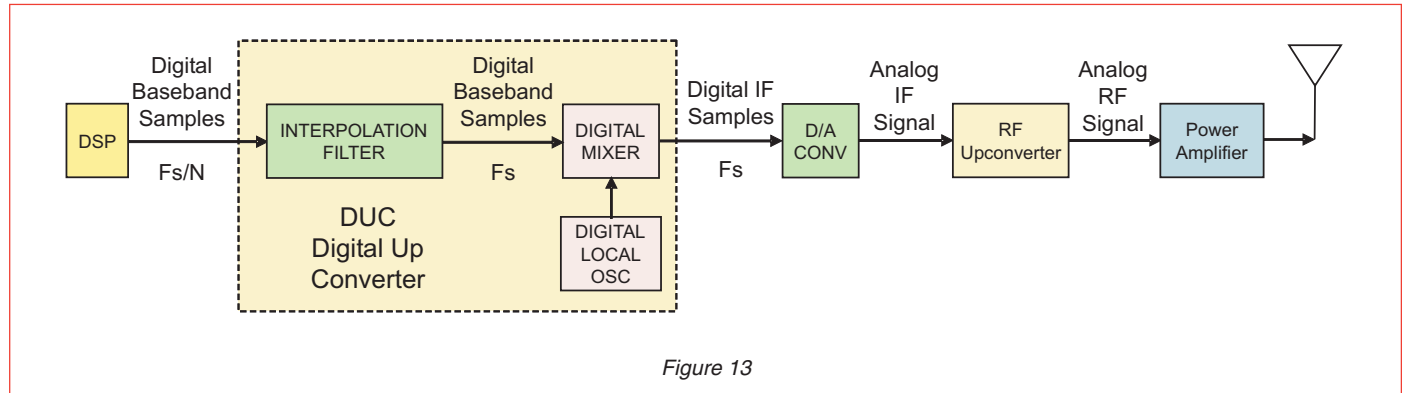 Digital
Baseband
Samples
DSP
Fs/N
INTERPOLATION
FILTER
Digital
Baseband
Samples
Fs
DIGITAL
MIXER
DIGITAL
LOCAL
OSC
DUC
Digital Up
Converter
Digital IF
Samples
Fs
D/A
CONV
Analog
IF
Signal
RF
Upconverter
Analog
RF
Signal
Power
Amplifier
Figure 13